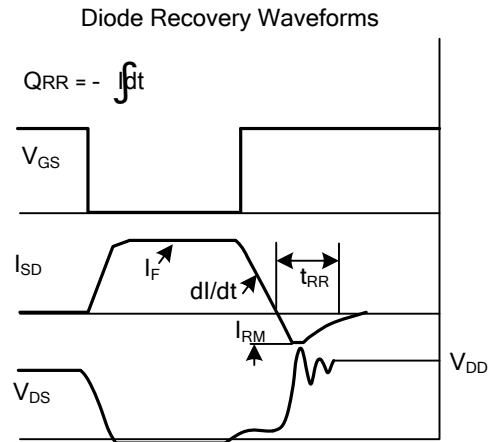 Diode Recovery Waveforms
QRR = - ∫Idt
VGS
ISD
IF
dI/dt
tRR
IRM
VDD
VDS